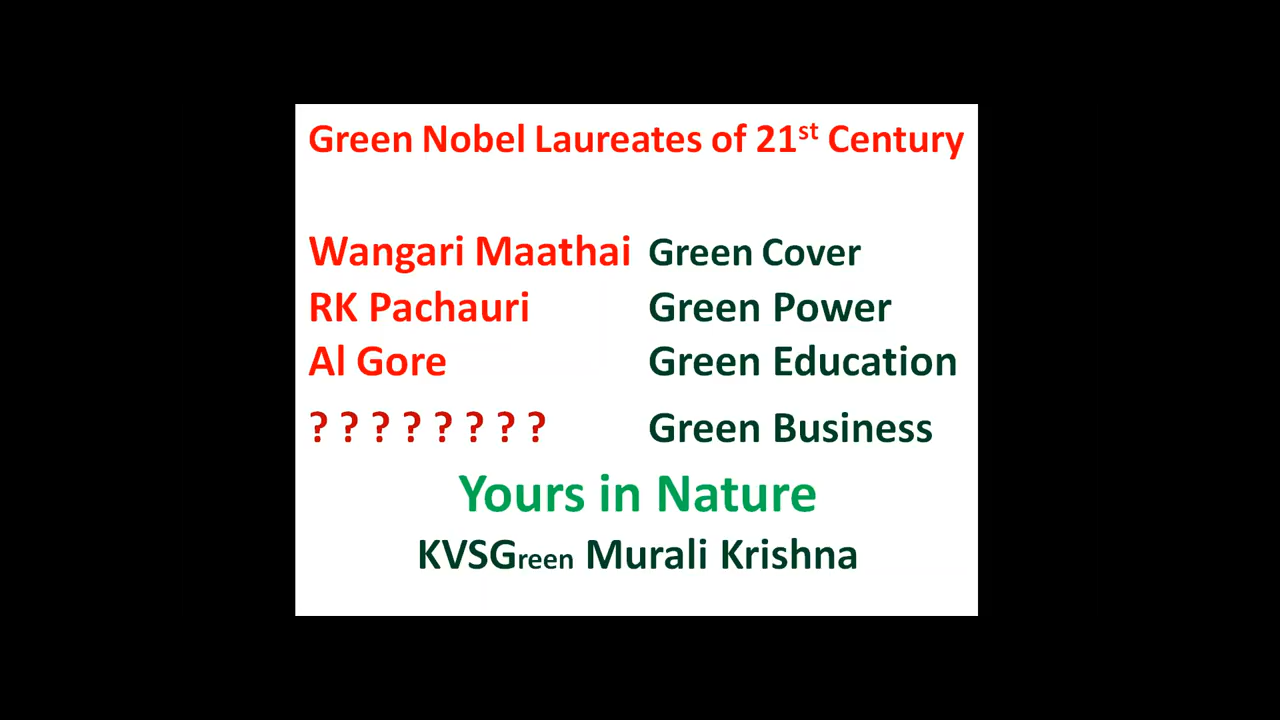 Green Nobel Laureates of 21st Century
Wangari Maathai Green Cover
RK Pachauri Green Power
Al Gore Green Education
? ? ? ? ? ? ? ? Green Business
Yours in Nature
KVSGreen Murali Krishna